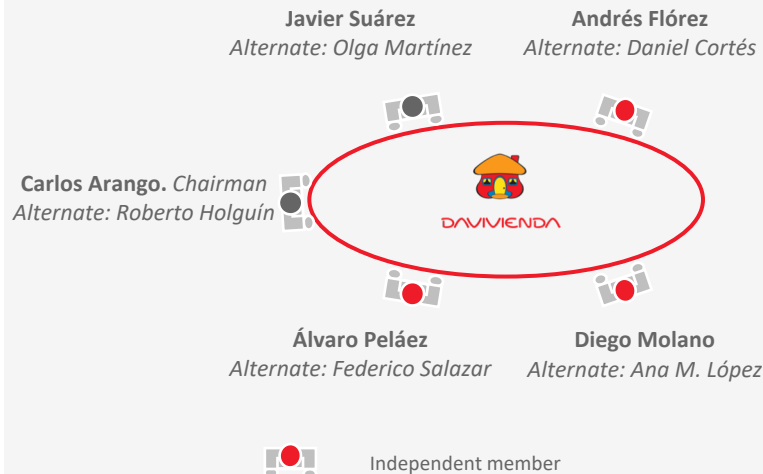 Javier Suárez
Alternate: Olga Martínez
Andrés Flórez
Alternate: Daniel Cortés
Carlos Arango. Chairman
Alternate: Roberto Holguín
DAVIVIENDA
Álvaro Peláez
Alternate: Federico Salazar
Diego Molano
Alternate: Ana M. López
Independent member